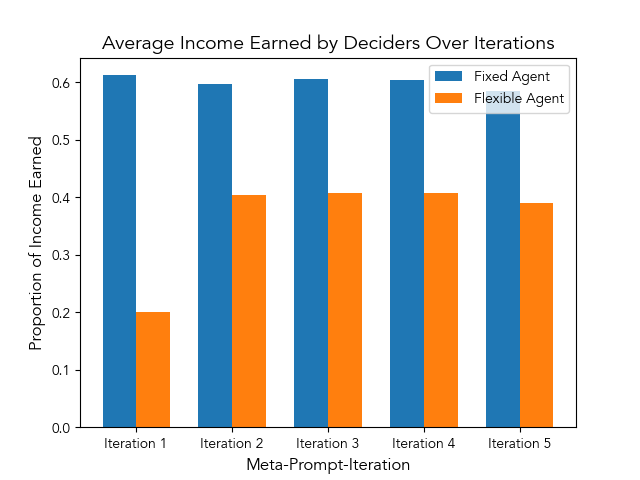 Average Income Earned by Deciders Over Iterations
Fixed Agent
Flexible Agent
Proportion of Income Earned
0.6
0.5
0.4
0.3
0.2
0.1
0.0
Iteration 1
Iteration 2
Iteration 3
Iteration 4
Iteration 5
Meta-Prompt-Iteration